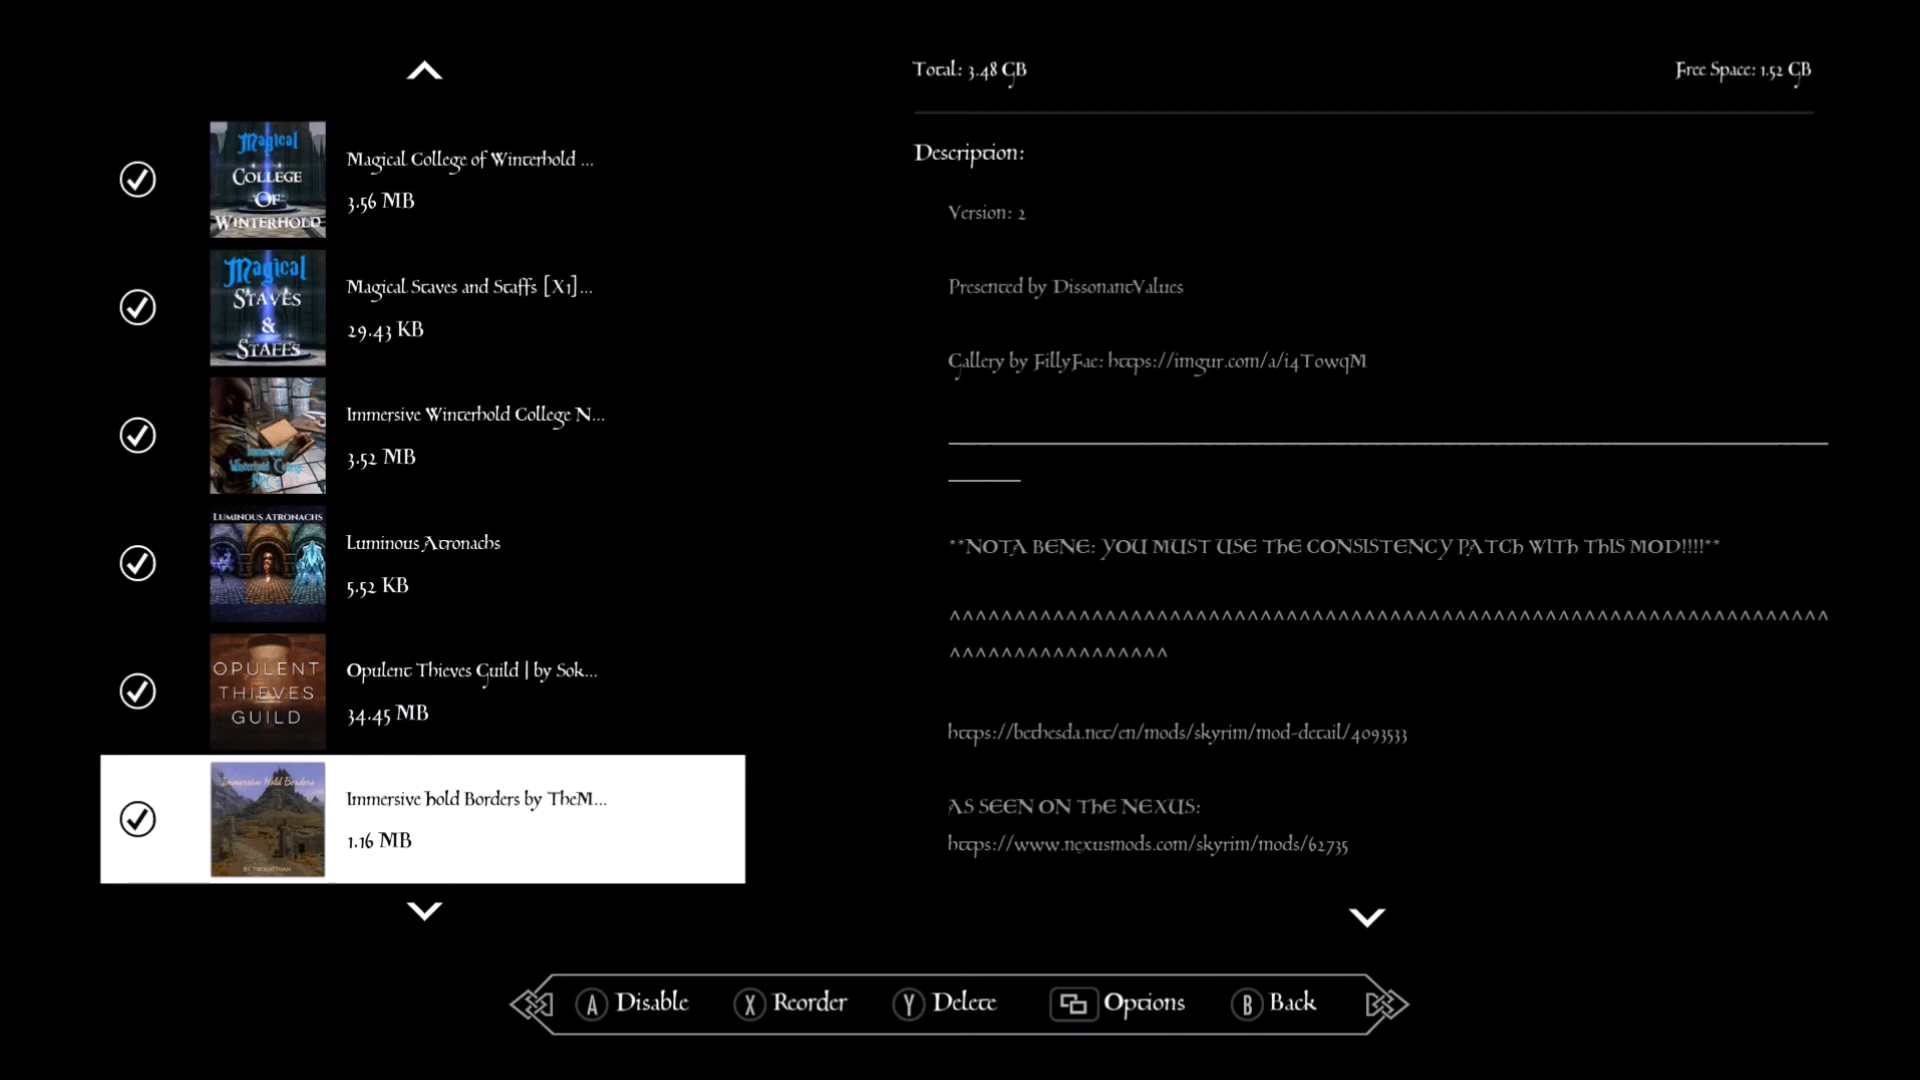 Total: 3.48 GB
Free Space: 1.52 GB
Magical
COLLEGE
OF
WINTERHOLD
Magical College of Winterhold ...
3.56 MB
Magical
STAVES
&
STAFFS
Magical Staves and Staffs [X1]...
29.43 KB
Immersive
Winterhold College
NPCs
Immersive Winterhold College N...
3.52 MB
LUMINOUS ATRONACHS
Luminous Atronachs
5.52 KB
OPULENT
THIEVES
GUILD
Opulent Thieves Guild | by Sok...
34.45 MB
Immersive Hold Borders
BY THEMATTHAN
Immersive Hold Borders by TheM...
1.16 MB
Description:
Version: 2
Presented by DissonantValues
Gallery by FillyFae: https://imgur.com/a/i4TowqM
**NOTA BENE: YOU MUST USE THE CONSISTENCY PATCH WITH THIS MOD!!!!**
^^^^^^^^^^^^^^^^^^^^^^^^^^^^^^^^^^^^^^^^^^^^^^^^^^^^^^^^^^^^^^^^^^^^
^^^^^^^^^^^^^^^^^
https://bethesda.net/en/mods/skyrim/mod-detail/4093533
AS SEEN ON THE NEXUS:
https://www.nexusmods.com/skyrim/mods/62735
A Disable
X Reorder
Y Delete
Options
B Back